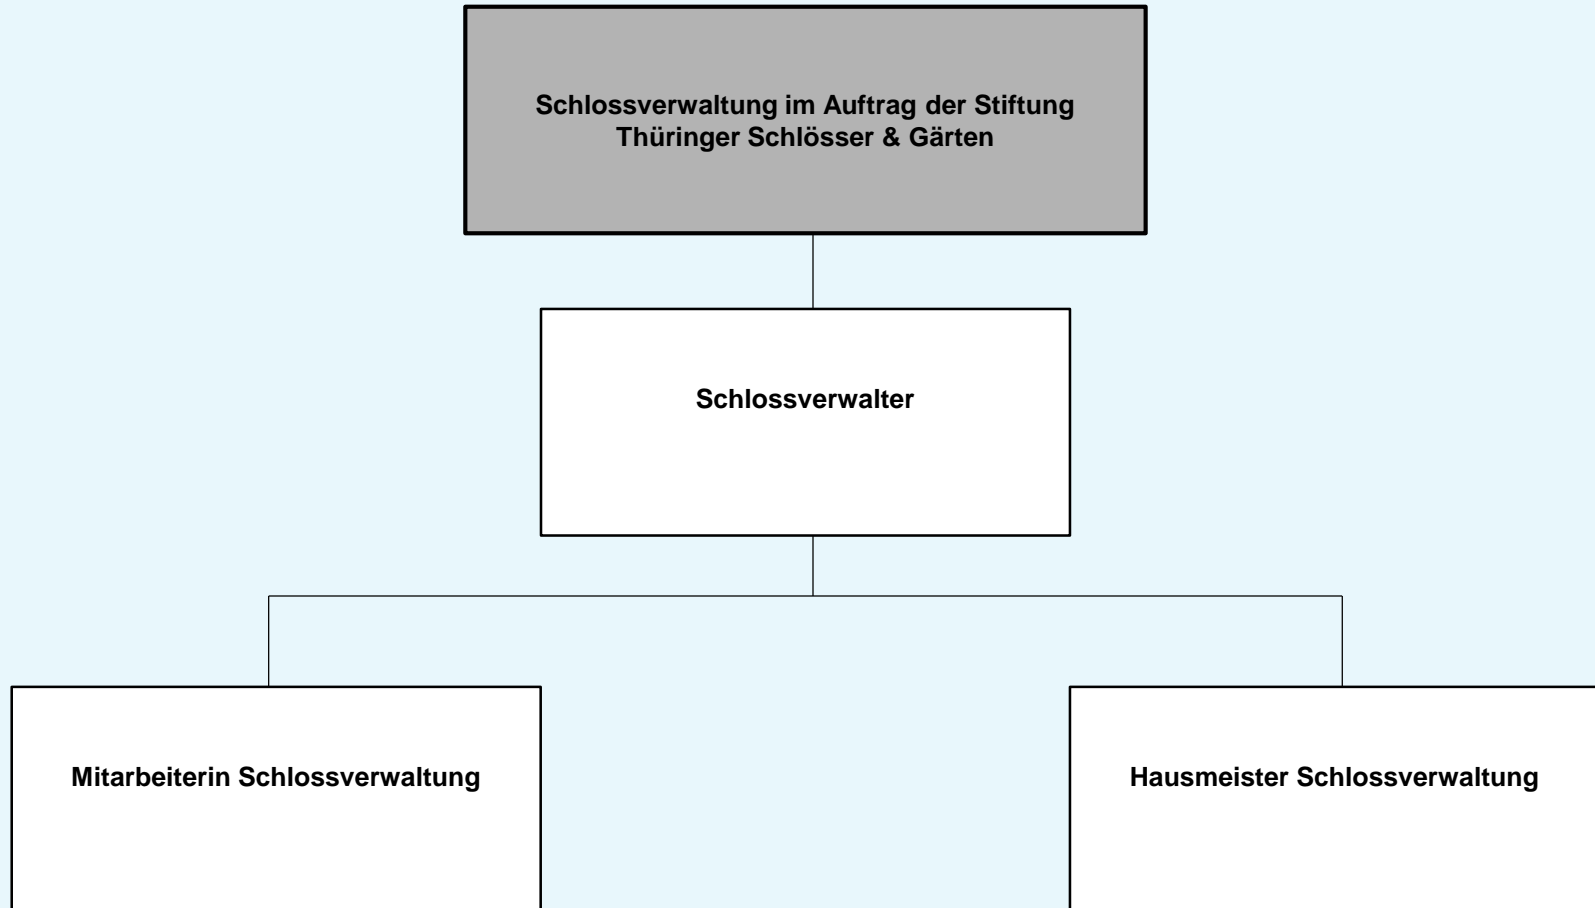 Schlossverwaltung im Auftrag der Stiftung
Thüringer Schlösser & Gärten
Schlossverwalter
Mitarbeiterin Schlossverwaltung
Hausmeister Schlossverwaltung